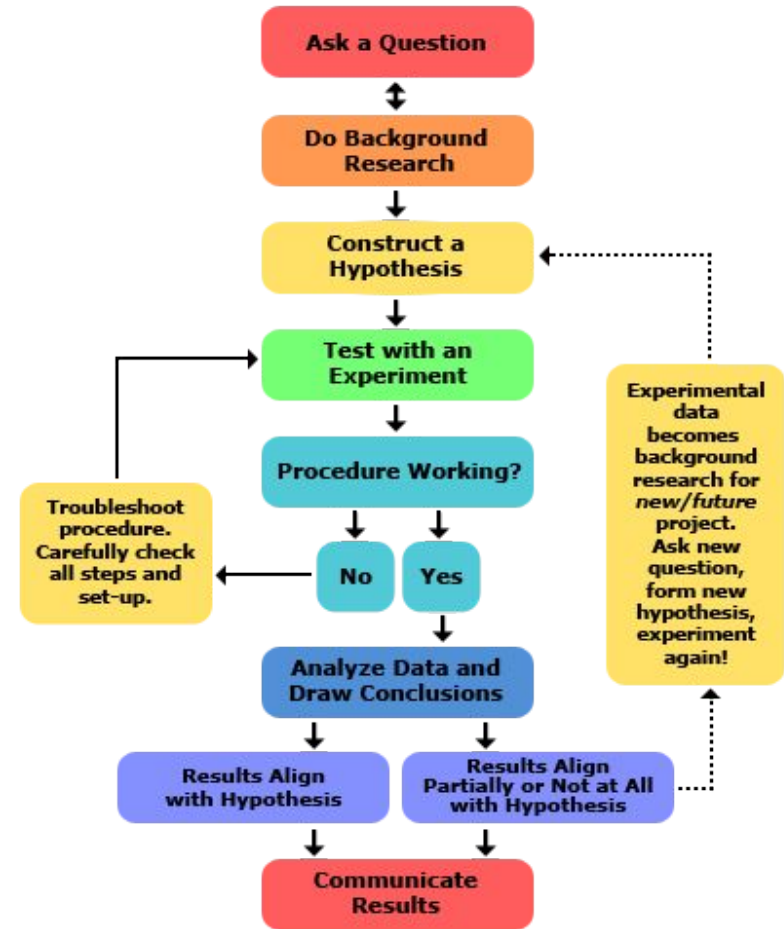 Ask a Question
Do Background
Research
Construct a
Hypothesis
Test with an
Experiment
Procedure Working?
No
Yes
Troubleshoot
procedure.
Carefully check
all steps and
set-up.
Experimental
data
becomes
background
research for
new/future
project.
Ask new
question,
form new
hypothesis,
experiment
again!
Analyze Data and
Draw Conclusions
Results Align
with Hypothesis
Results Align
Partially or Not at All
with Hypothesis
Communicate
Results